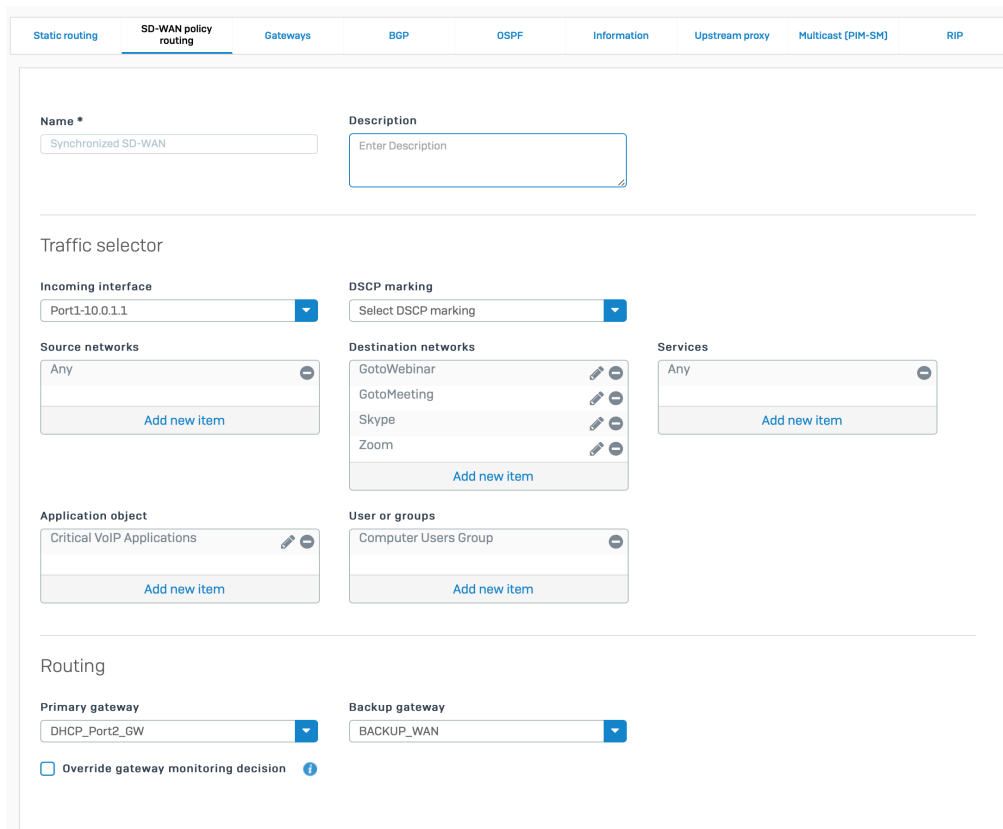 Static routing
SD-WAN policy
routing
Gateways
BGP
OSPF
Information
Upstream proxy
Multicast (PIM-SM)
RIP
Name *
Description
Synchronized SD-WAN
Enter Description
Traffic selector
Incoming interface
DSCP marking
Port1-10.0.1.1
Select DSCP marking
Source networks
Destination networks
Services
Any
GotoWebinar
Any
GotoMeeting
Skype
Zoom
Add new item
Add new item
Add new item
Application object
User or groups
Critical VoIP Applications
Computer Users Group
Add new item
Add new item
Routing
Primary gateway
Backup gateway
DHCP_Port2_GW
BACKUP_WAN
Override gateway monitoring decision
i